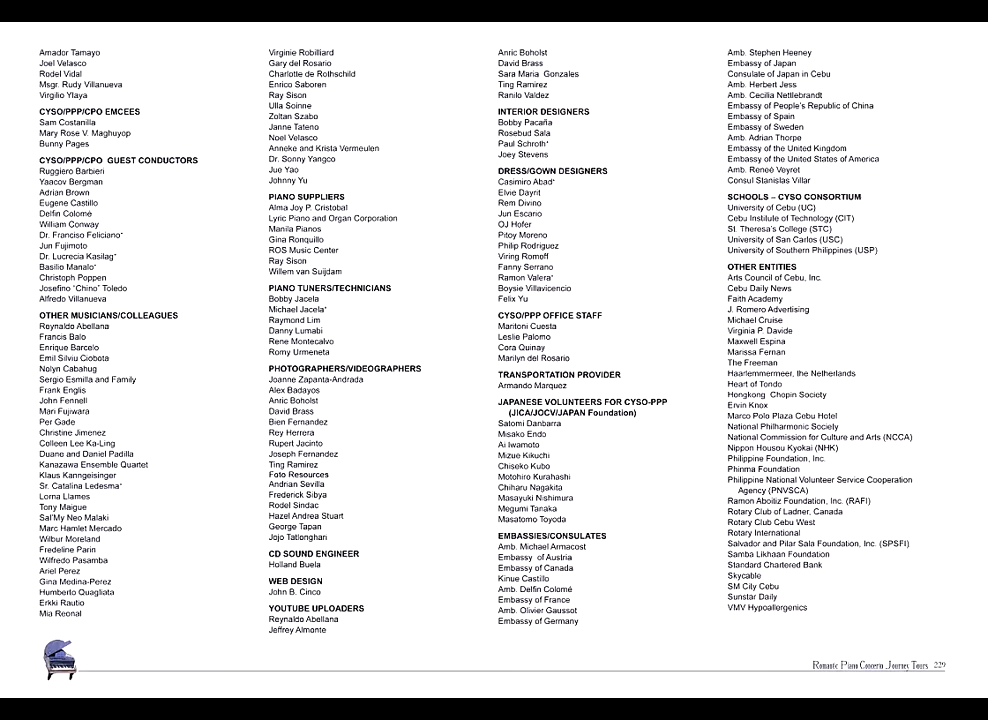 Amador Tamayo
Joel Velasco
Rodel Vidal
Msgr. Rudy Villanueva
Virgilio Ylaya
CYSO/PPP/CPO EMCEES
Sam Costanilla
Mary Rose V. Maghuyop
Bunny Pages
CYSO/PPP/CPO GUEST CONDUCTORS
Ruggiero Barbieri
Yaacov Bergman
Adrian Brown
Eugene Castillo
Delfin Colomé
William Conway
Dr. Franciso Feliciano*
Jun Fujimoto
Dr. Lucrecia Kasilag*
Basilio Manalo*
Christoph Poppen
Josefino "Chino" Toledo
Alfredo Villanueva
OTHER MUSICIANS/COLLEAGUES
Reynaldo Abellana
Francis Balo
Enrique Barcelo
Emil Silviu Ciobota
Nolyn Cabahug
Sergio Esmilla and Family
Frank Englis
John Fennell
Mari Fujiwara
Per Gade
Christine Jimenez
Colleen Lee Ka-Ling
Duane and Daniel Padilla
Kanazawa Ensemble Quartet
Klaus Kanngeisinger
Sr. Catalina Ledesma*
Lorna Llames
Tony Maigue
Sal'My Neo Malaki
Marc Hamlet Mercado
Wilbur Moreland
Fredeline Parin
Wilfredo Pasamba
Ariel Perez
Gina Medina-Perez
Humberto Quagliata
Erkki Rautio
Mia Reonal
Virginie Robilliard
Gary del Rosario
Charlotte de Rothschild
Enrico Saboren
Ray Sison
Ulla Soinne
Zoltan Szabo
Janne Tateno
Noel Velasco
Anneke and Krista Vermeulen
Dr. Sonny Yangco
Jue Yao
Johnny Yu
PIANO SUPPLIERS
Alma Joy P. Cristobal
Lyric Piano and Organ Corporation
Manila Pianos
Gina Ronquillo
ROS Music Center
Ray Sison
Willem van Suijdam
PIANO TUNERS/TECHNICIANS
Bobby Jacela
Michael Jacela*
Raymond Lim
Danny Lumabi
Rene Montecalvo
Romy Urmeneta
PHOTOGRAPHERS/VIDEOGRAPHERS
Joanne Zapanta-Andrada
Alex Badayos
Anric Boholst
David Brass
Bien Fernandez
Rey Herrera
Rupert Jacinto
Joseph Fernandez
Ting Ramirez
Foto Resources
Andrian Sevilla
Frederick Sibya
Rodel Sindac
Hazel Andrea Stuart
George Tapan
Jojo Tatlonghari
CD SOUND ENGINEER
Holland Buela
WEB DESIGN
John B. Cinco
YOUTUBE UPLOADERS
Reynaldo Abellana
Jeffrey Almonte
Anric Boholst
David Brass
Sara Maria Gonzales
Ting Ramirez
Ranilo Valdez
INTERIOR DESIGNERS
Bobby Pacaña
Rosebud Sala
Paul Schroth*
Joey Stevens
DRESS/GOWN DESIGNERS
Casimiro Abad*
Elvie Dayrit
Rem Divino
Jun Escario
OJ Hofer
Pitoy Moreno
Philip Rodriguez
Viring Romoff
Fanny Serrano
Ramon Valera*
Boysie Villavicencio
Felix Yu
CYSO/PPP OFFICE STAFF
Maritoni Cuesta
Leslie Palomo
Cora Quinay
Marilyn del Rosario
TRANSPORTATION PROVIDER
Armando Marquez
JAPANESE VOLUNTEERS FOR CYSO-PPP
(JICA/JOCV/JAPAN Foundation)
Satomi Danbarra
Misako Endo
Ai Iwamoto
Mizue Kikuchi
Chiseko Kubo
Motohiro Kurahashi
Chiharu Nagakita
Masayuki Nishimura
Megumi Tanaka
Masatomo Toyoda
EMBASSIES/CONSULATES
Amb. Michael Armacost
Embassy of Austria
Embassy of Canada
Kinue Castillo
Amb. Delfin Colomé
Embassy of France
Amb. Olivier Gaussot
Embassy of Germany
Amb. Stephen Heeney
Embassy of Japan
Consulate of Japan in Cebu
Amb. Herbert Jess
Amb. Cecilia Nettlebrandt
Embassy of People's Republic of China
Embassy of Spain
Embassy of Sweden
Amb. Adrian Thorpe
Embassy of the United Kingdom
Embassy of the United States of America
Amb. Reneé Veyret
Consul Stanislas Villar
SCHOOLS – CYSO CONSORTIUM
University of Cebu (UC)
Cebu Institute of Technology (CIT)
St. Theresa's College (STC)
University of San Carlos (USC)
University of Southern Philippines (USP)
OTHER ENTITIES
Arts Council of Cebu, Inc.
Cebu Daily News
Faith Academy
J. Romero Advertising
Michael Cruise
Virginia P. Davide
Maxwell Espina
Marissa Fernan
The Freeman
Haarlemmermeer, the Netherlands
Heart of Tondo
Hongkong Chopin Society
Ervin Knox
Marco Polo Plaza Cebu Hotel
National Philharmonic Society
National Commission for Culture and Arts (NCCA)
Nippon Housou Kyokai (NHK)
Philippine Foundation, Inc.
Phinma Foundation
Philippine National Volunteer Service Cooperation
Agency (PNVSCA)
Ramon Aboitiz Foundation, Inc. (RAFI)
Rotary Club of Ladner, Canada
Rotary Club Cebu West
Rotary International
Salvador and Pilar Sala Foundation, Inc. (SPSFI)
Samba Likhaan Foundation
Standard Chartered Bank
Skycable
SM City Cebu
Sunstar Daily
VMV Hypoallergenics
Romantic Piano Concerti Journey Tours 229